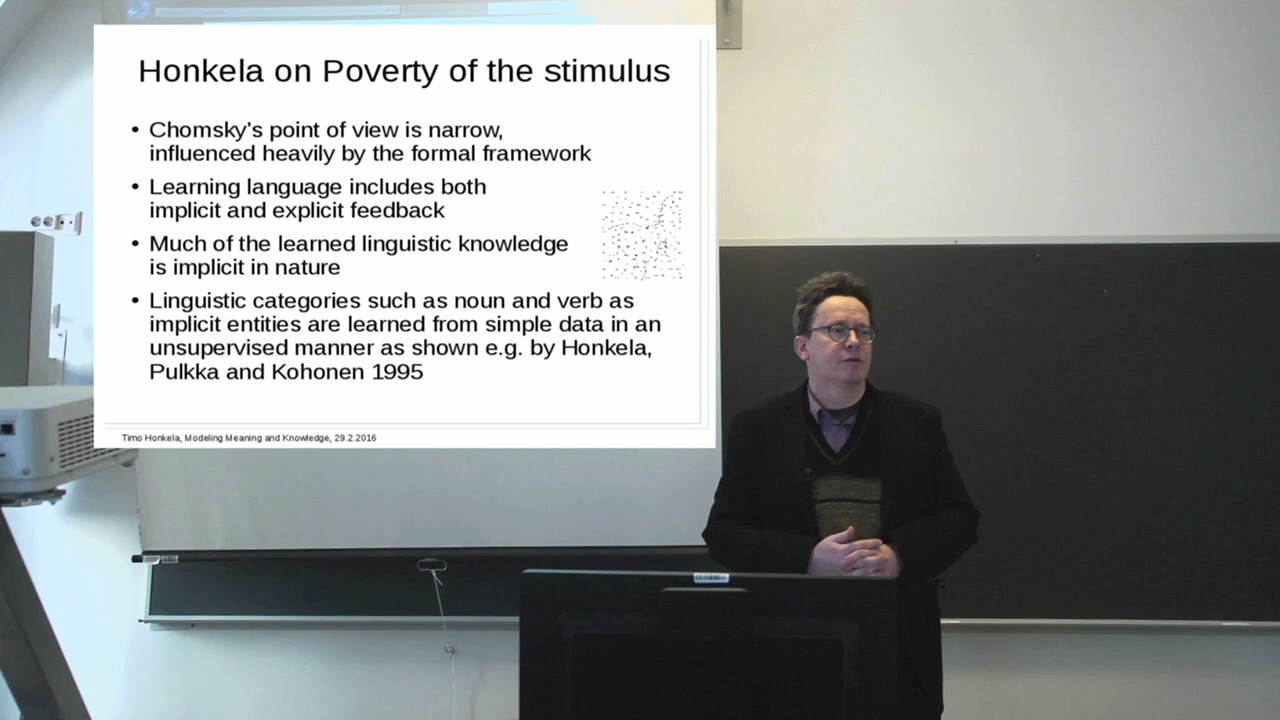 Honkela on Poverty of the stimulus
• Chomsky's point of view is narrow,
influenced heavily by the formal framework
• Learning language includes both
implicit and explicit feedback
• Much of the learned linguistic knowledge
is implicit in nature
• Linguistic categories such as noun and verb as
implicit entities are learned from simple data in an
unsupervised manner as shown e.g. by Honkela,
Pulkka and Kohonen 1995
Timo Honkela, Modeling Meaning and Knowledge, 29.2.2016